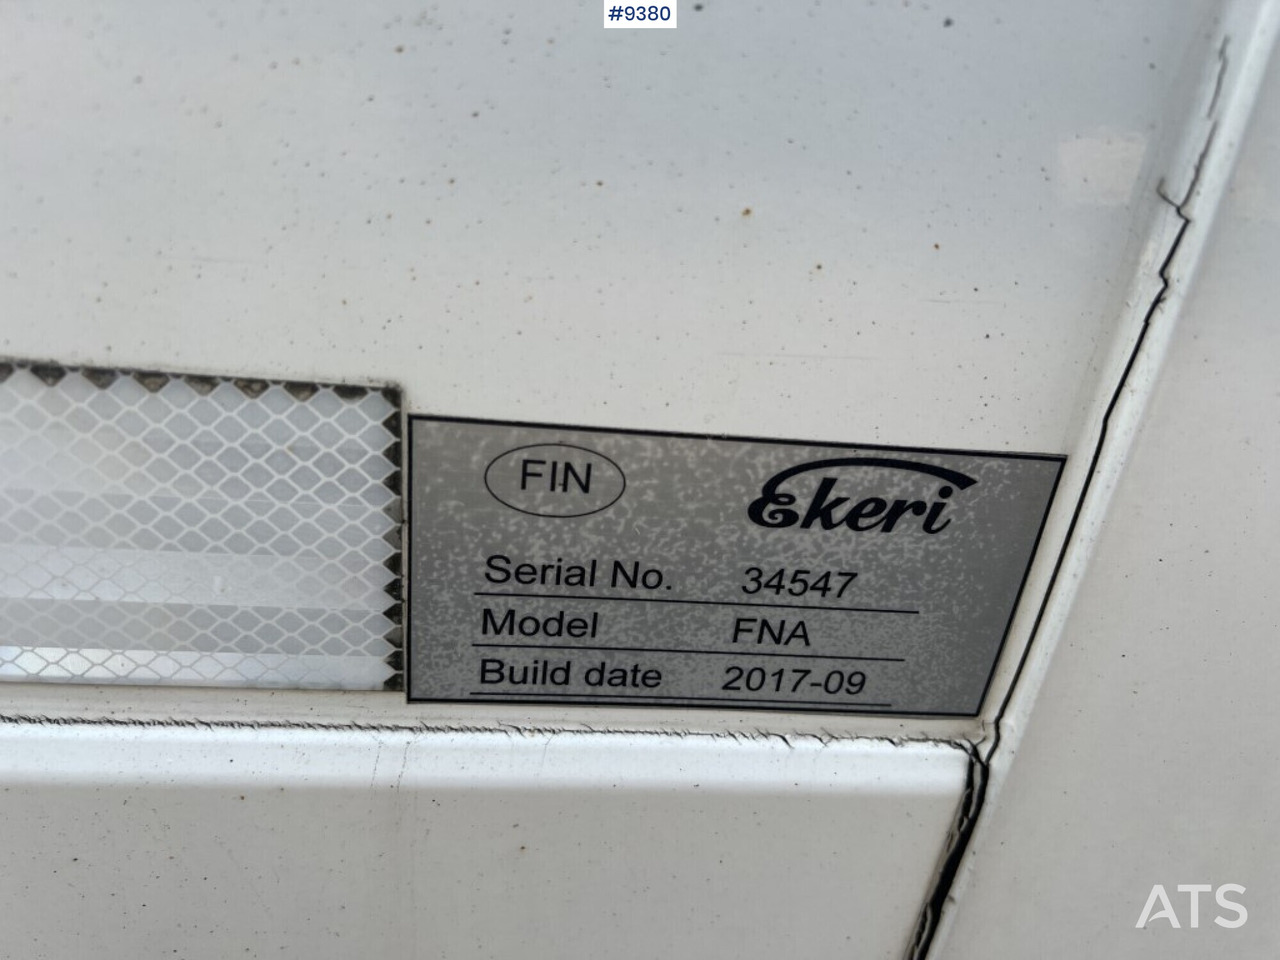 #9380
FIN
Ekeri
Serial No. 34547
Model FNA
Build date 2017-09
ATS